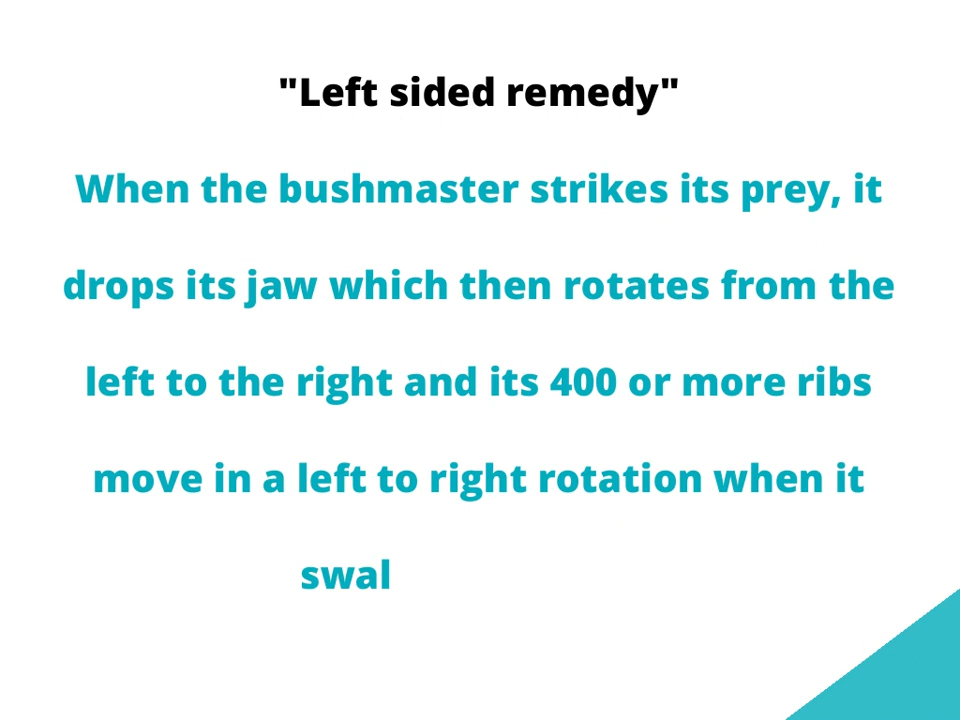 "Left sided remedy"
When the bushmaster strikes its prey, it
drops its jaw which then rotates from the
left to the right and its 400 or more ribs
move in a left to right rotation when it
swal